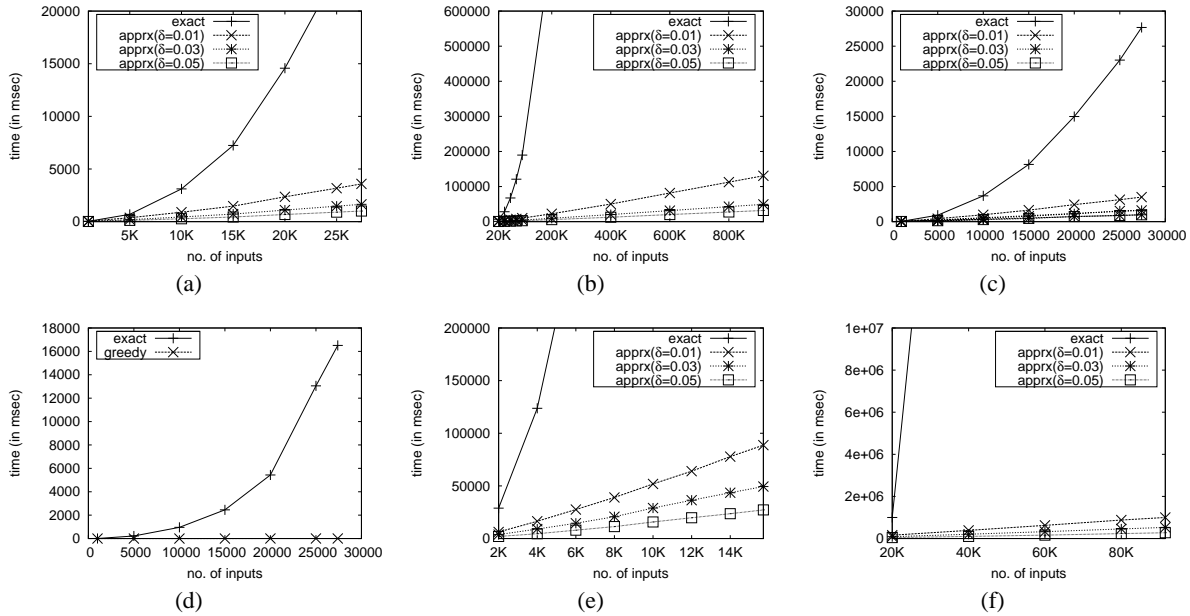 20000
15000
10000
5000
0
time (in msec)
exact
apprx(δ=0.01)
apprx(δ=0.03)
apprx(δ=0.05)
5K 10K 15K 20K 25K
no. of inputs
(a)
600000
500000
400000
300000
200000
100000
0
time (in msec)
exact
apprx(δ=0.01)
apprx(δ=0.03)
apprx(δ=0.05)
20K 200K 400K 600K 800K
no. of inputs
(b)
30000
25000
20000
15000
10000
5000
0
time (in msec)
exact
apprx(δ=0.01)
apprx(δ=0.03)
apprx(δ=0.05)
0 5000 10000 15000 20000 25000 30000
no. of inputs
(c)
18000
16000
14000
12000
10000
8000
6000
4000
2000
0
time (in msec)
exact
greedy
0 5000 10000 15000 20000 25000 30000
no. of inputs
(d)
200000
150000
100000
50000
0
time (in msec)
exact
apprx(δ=0.01)
apprx(δ=0.03)
apprx(δ=0.05)
2K 4K 6K 8K 10K 12K 14K
no. of inputs
(e)
1e+07
8e+06
6e+06
4e+06
2e+06
0
time (in msec)
exact
apprx(δ=0.01)
apprx(δ=0.03)
apprx(δ=0.05)
20K 40K 60K 80K
no. of inputs
(f)